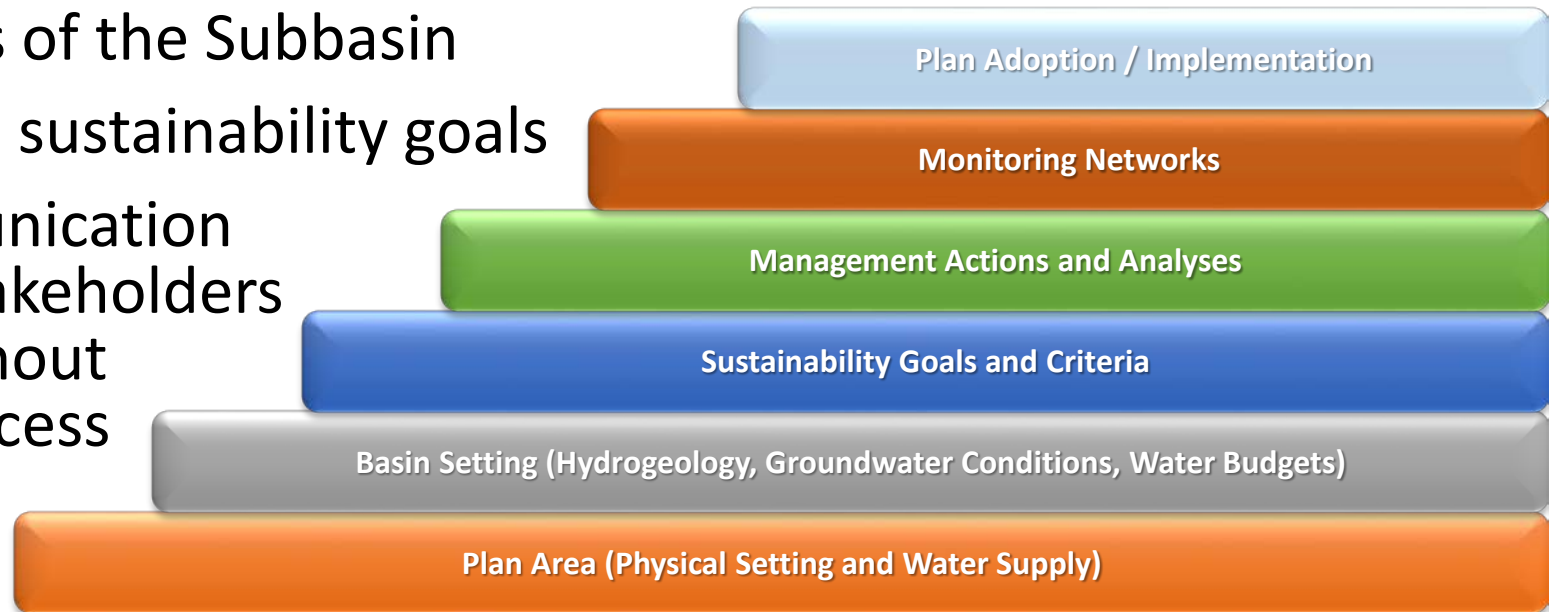 s of the Subbasin
sustainability goals
unication
akeholders
hout
cess
Plan Adoption / Implementation
Monitoring Networks
Management Actions and Analyses
Sustainability Goals and Criteria
Basin Setting (Hydrogeology, Groundwater Conditions, Water Budgets)
Plan Area (Physical Setting and Water Supply)